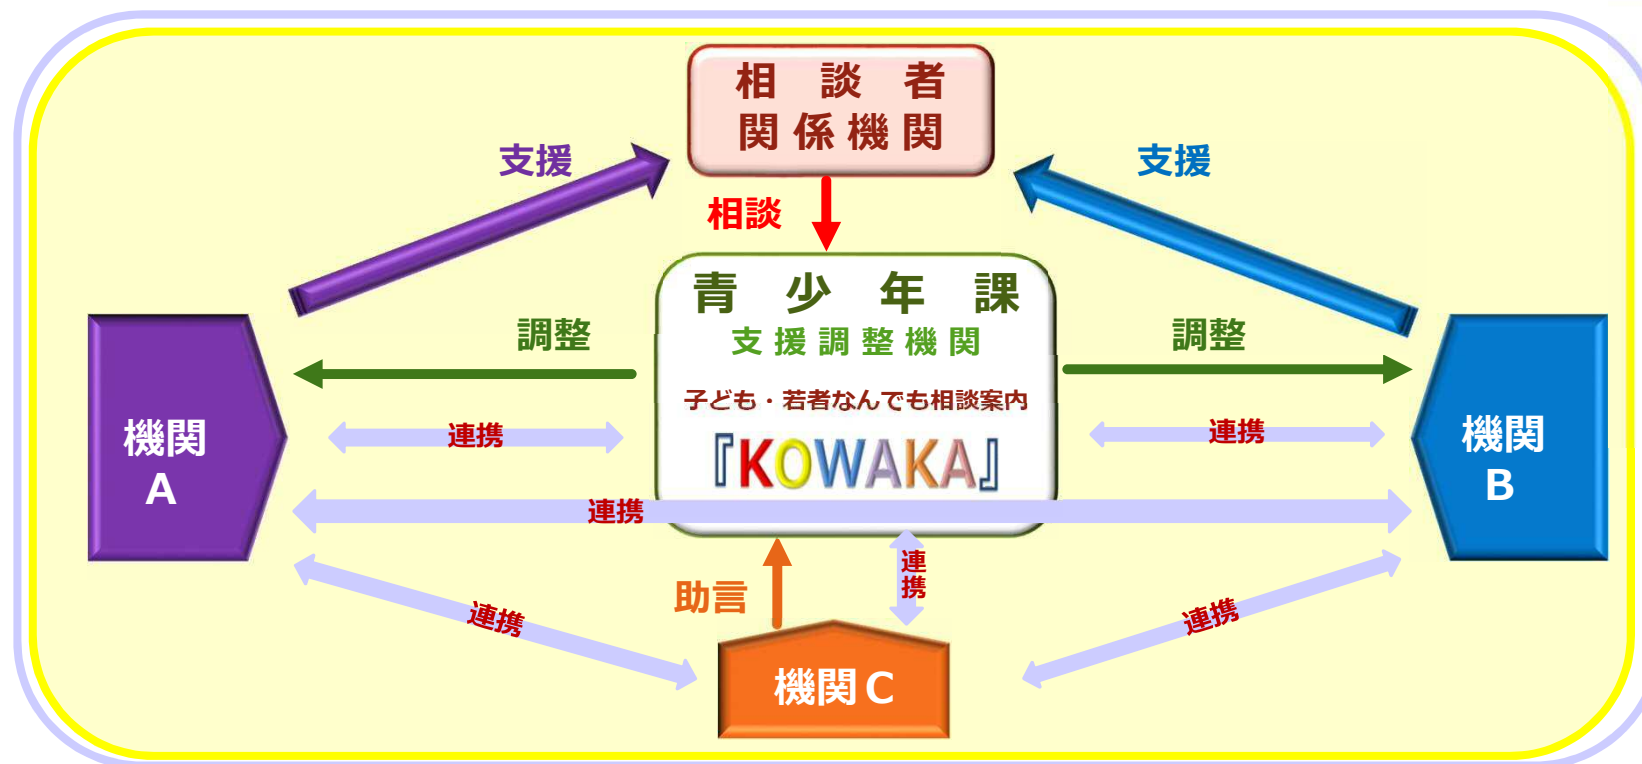 相談者
関係機関
支援
支援
相談
青少年課
支援調整機関
子ども・若者なんでも相談案内
『KOWAKA』
調整
調整
連携
連携
機関
A
機関
B
連携
助言
連携
連携
連携
機関C